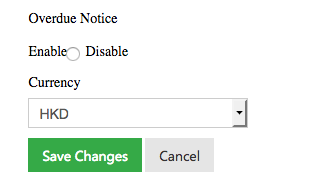 Overdue Notice
Enable Disable
Currency
HKD
Save Changes Cancel